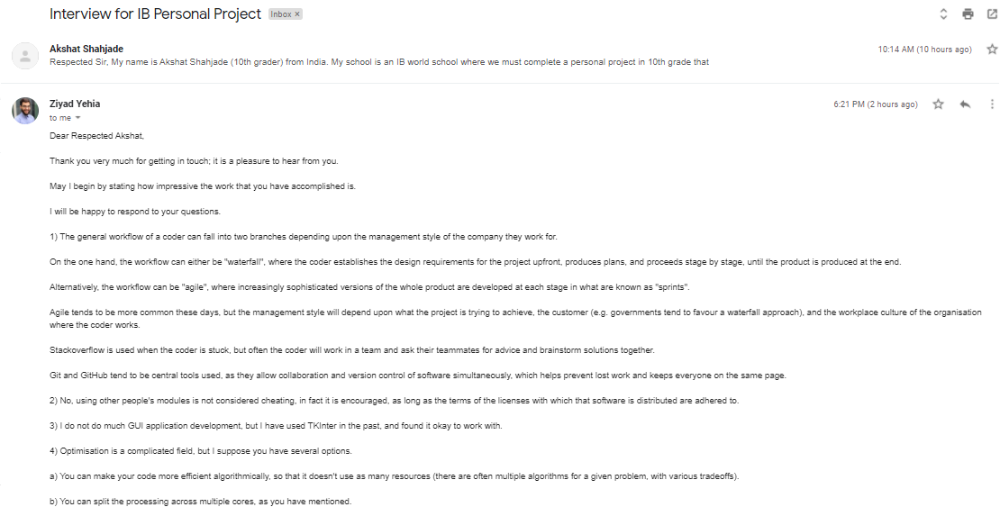 Interview for IB Personal Project Inbox ×
Akshat Shahjade 10:14 AM (10 hours ago)
Respected Sir, My name is Akshat Shahjade (10th grader) from India. My school is an IB world school where we must complete a personal project in 10th grade that
Ziyad Yehia 6:21 PM (2 hours ago)
to me
Dear Respected Akshat,
Thank you very much for getting in touch; it is a pleasure to hear from you.
May I begin by stating how impressive the work that you have accomplished is.
I will be happy to respond to your questions.
1) The general workflow of a coder can fall into two branches depending upon the management style of the company they work for.
On the one hand, the workflow can either be "waterfall", where the coder establishes the design requirements for the project upfront, produces plans, and proceeds stage by stage, until the product is produced at the end.
Alternatively, the workflow can be "agile", where increasingly sophisticated versions of the whole product are developed at each stage in what are known as "sprints".
Agile tends to be more common these days, but the management style will depend upon what the project is trying to achieve, the customer (e.g. governments tend to favour a waterfall approach), and the workplace culture of the organisation
where the coder works.
Stackoverflow is used when the coder is stuck, but often the coder will work in a team and ask their teammates for advice and brainstorm solutions together.
Git and GitHub tend to be central tools used, as they allow collaboration and version control of software simultaneously, which helps prevent lost work and keeps everyone on the same page.
2) No, using other people's modules is not considered cheating, in fact it is encouraged, as long as the terms of the licenses with which that software is distributed are adhered to.
3) I do not do much GUI application development, but I have used TKInter in the past, and found it okay to work with.
4) Optimisation is a complicated field, but I suppose you have several options.
a) You can make your code more efficient algorithmically, so that it doesn't use as many resources (there are often multiple algorithms for a given problem, with various tradeoffs).
b) You can split the processing across multiple cores, as you have mentioned.